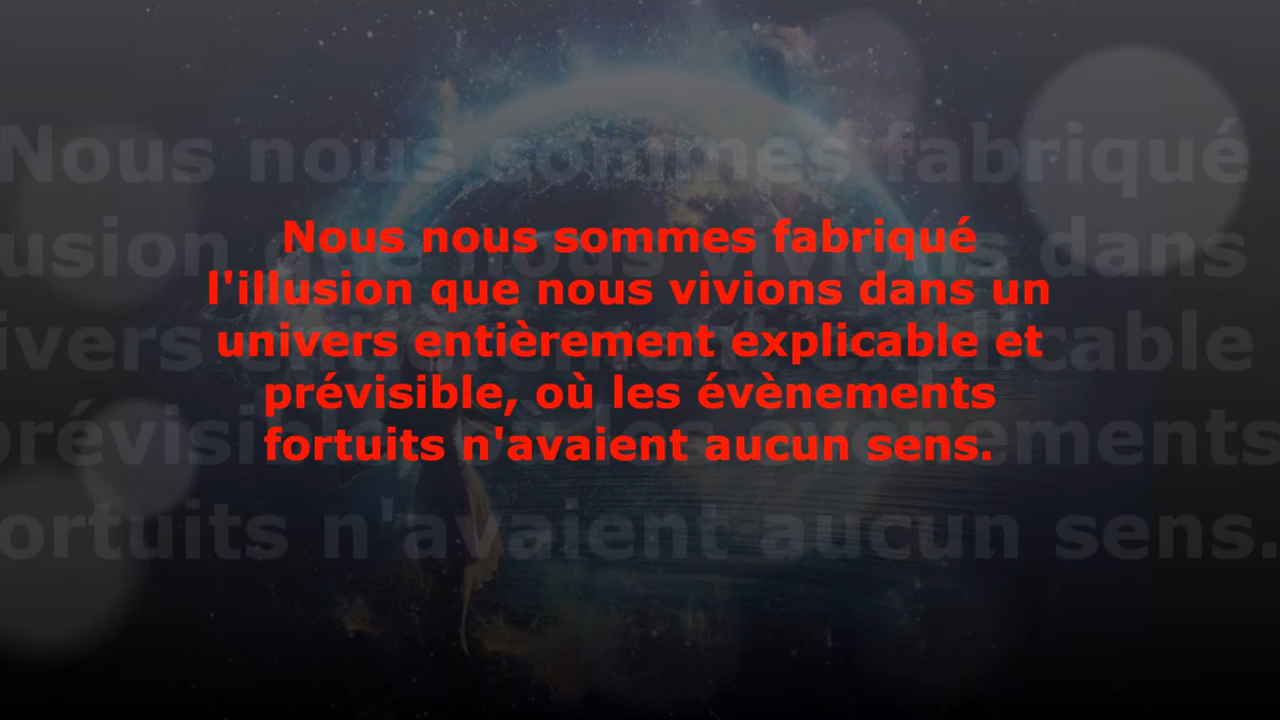 Nous nous sommes fabriqué
l'illusion que nous vivions dans un
univers entièrement explicable et
prévisible, où les évènements
fortuits n'avaient aucun sens.